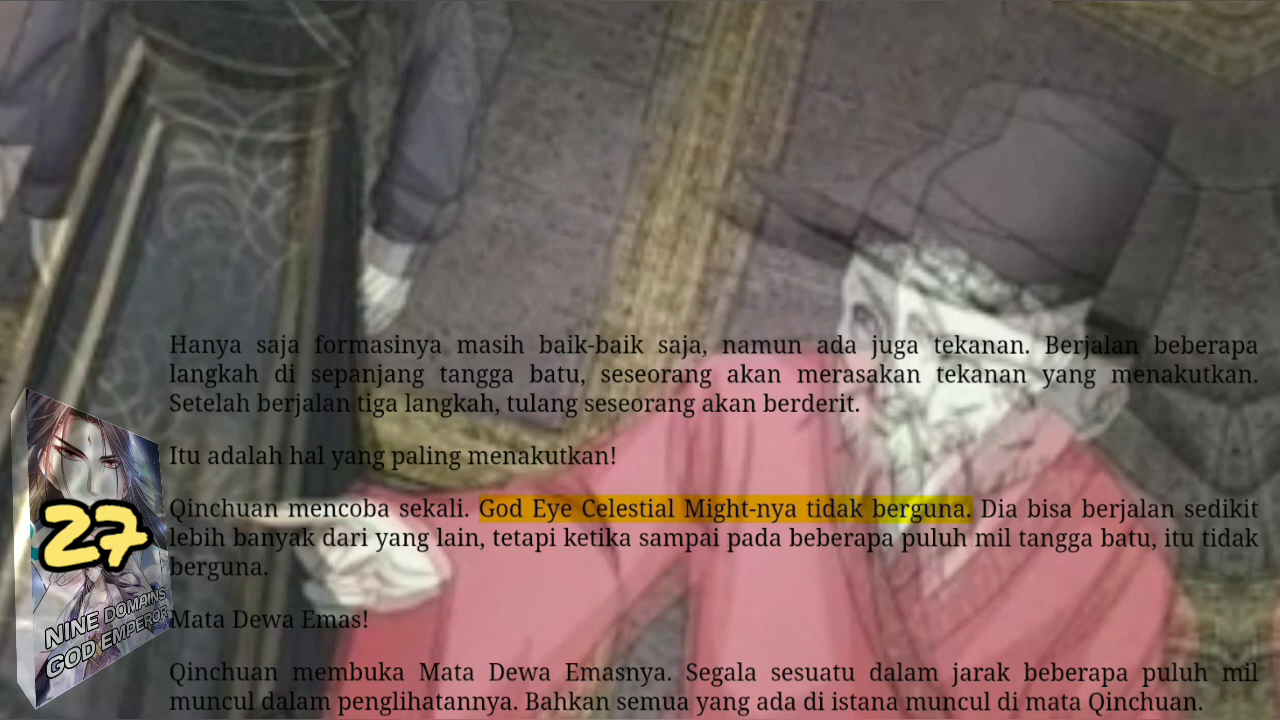 Hanya saja formasinya masih baik-baik saja, namun ada juga tekanan. Berjalan beberapa
langkah di sepanjang tangga batu, seseorang akan merasakan tekanan yang menakutkan.
Setelah berjalan tiga langkah, tulang seseorang akan berderit.
Itu adalah hal yang paling menakutkan!
Qinchuan mencoba sekali. God Eye Celestial Might-nya tidak berguna. Dia bisa berjalan sedikit
lebih banyak dari yang lain, tetapi ketika sampai pada beberapa puluh mil tangga batu, itu tidak
berguna.
Mata Dewa Emas!
Qinchuan membuka Mata Dewa Emasnya. Segala sesuatu dalam jarak beberapa puluh mil
muncul dalam penglihatannya. Bahkan semua yang ada di istana muncul di mata Qinchuan.
27
NINE DOMAINS
GOD EMPEROR